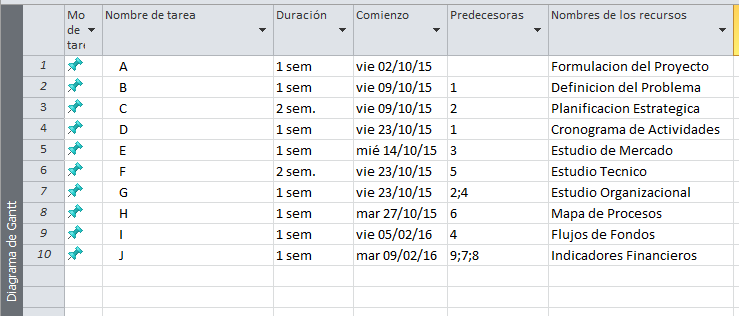 Mo de tare Nombre de tarea Duración Comienzo Predecesoras Nombres de los recursos
1 A 1 sem vie 02/10/15 Formulacion del Proyecto
2 B 1 sem vie 09/10/15 1 Definicion del Problema
3 C 2 sem. vie 09/10/15 2 Planificacion Estrategica
4 D 1 sem vie 23/10/15 1 Cronograma de Actividades
5 E 1 sem mié 14/10/15 3 Estudio de Mercado
6 F 2 sem. vie 23/10/15 5 Estudio Tecnico
7 G 1 sem vie 23/10/15 2;4 Estudio Organizacional
8 H 1 sem mar 27/10/15 6 Mapa de Procesos
9 I 1 sem vie 05/02/16 4 Flujos de Fondos
10 J 1 sem mar 09/02/16 9;7;8 Indicadores Financieros
Diagrama de Gantt